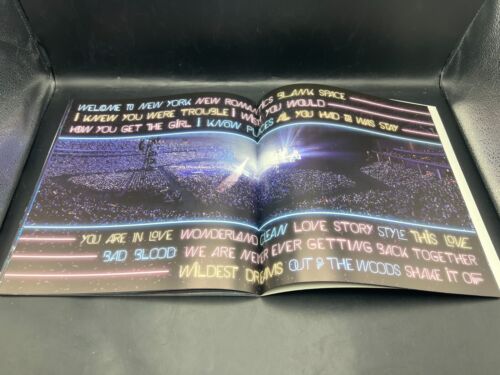 WELCOME TO NEW YORK NEW ROMANTICS BLANK SPACE
I KNEW YOU WERE TROUBLE I WISH YOU WOULD
HOW YOU GET THE GIRL I KNOW PLACES ALL YOU HAD TO DO WAS STAY
YOU ARE IN LOVE WONDERLAND CLEAN LOVE STORY STYLE THIS LOVE
BAD BLOOD WE ARE NEVER EVER GETTING BACK TOGETHER
WILDEST DREAMS OUT OF THE WOODS SHAKE IT OFF